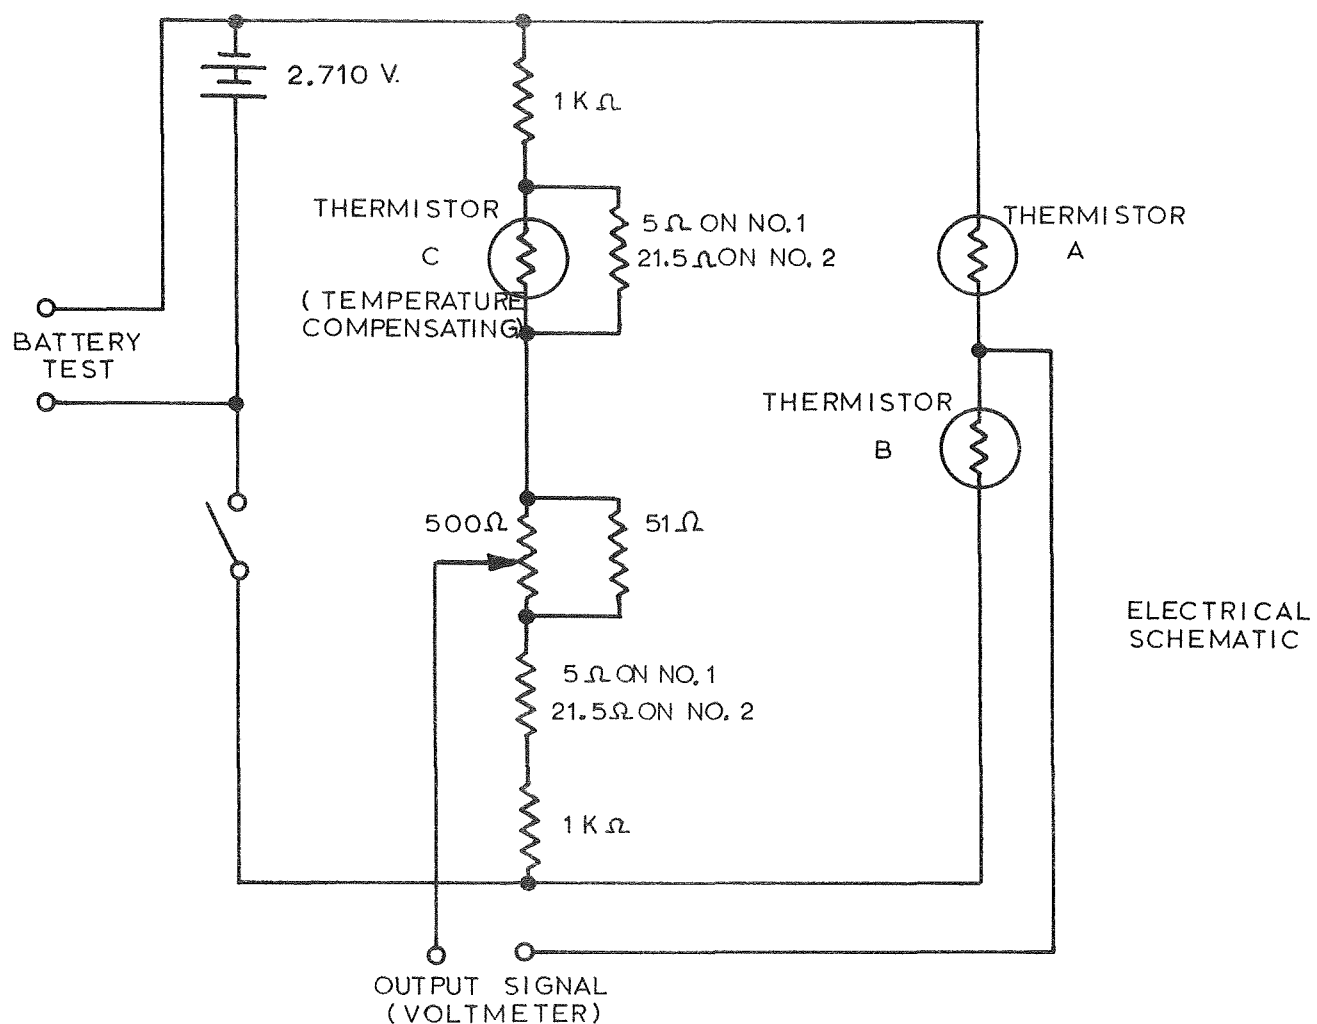 2.710 V.
1 K Ω
THERMISTOR
C
( TEMPERATURE
COMPENSATING)
5 Ω ON NO. 1
21.5 Ω ON NO. 2
THERMISTOR
A
BATTERY
TEST
THERMISTOR
B
500 Ω
51 Ω
ELECTRICAL
SCHEMATIC
5 Ω ON NO. 1
21.5 Ω ON NO. 2
1 K Ω
OUTPUT SIGNAL
(VOLTMETER)